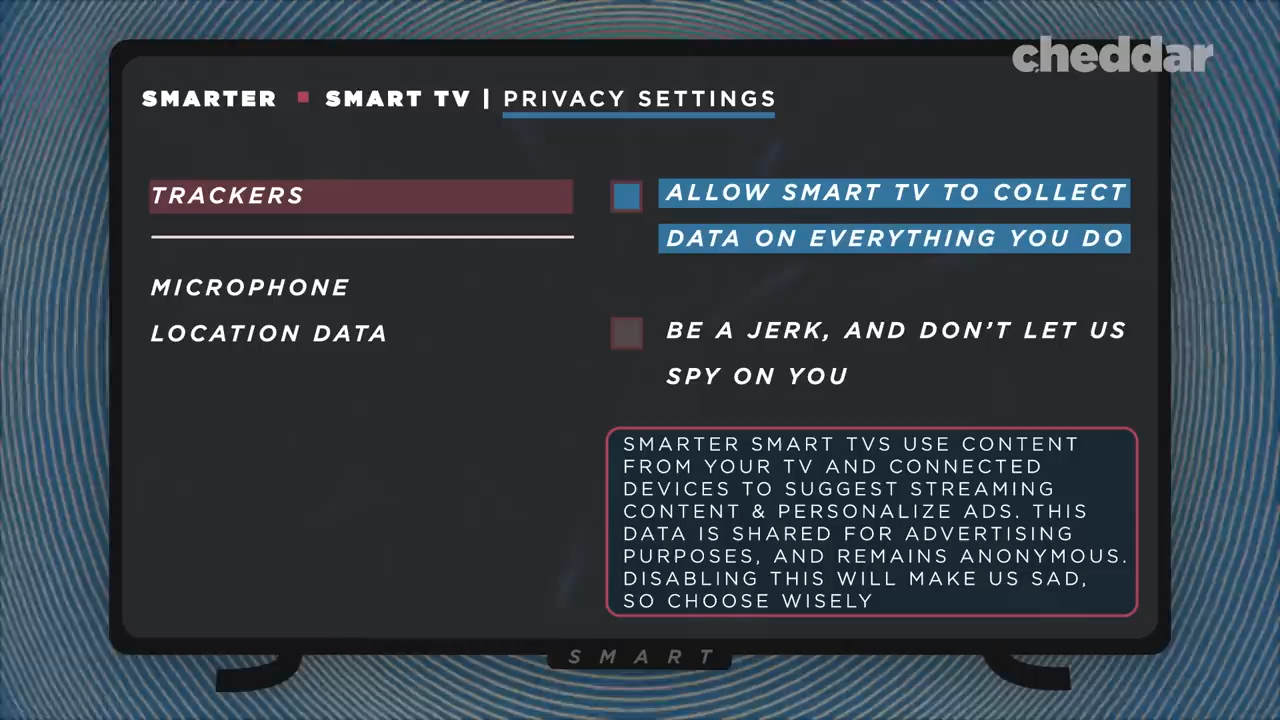 cheddar
SMARTER SMART TV | PRIVACY SETTINGS
TRACKERS
MICROPHONE
LOCATION DATA
ALLOW SMART TV TO COLLECT
DATA ON EVERYTHING YOU DO
BE A JERK, AND DON'T LET US
SPY ON YOU
SMARTER SMART TVS USE CONTENT
FROM YOUR TV AND CONNECTED
DEVICES TO SUGGEST STREAMING
CONTENT & PERSONALIZE ADS. THIS
DATA IS SHARED FOR ADVERTISING
PURPOSES, AND REMAINS ANONYMOUS.
DISABLING THIS WILL MAKE US SAD,
SO CHOOSE WISELY
SMART